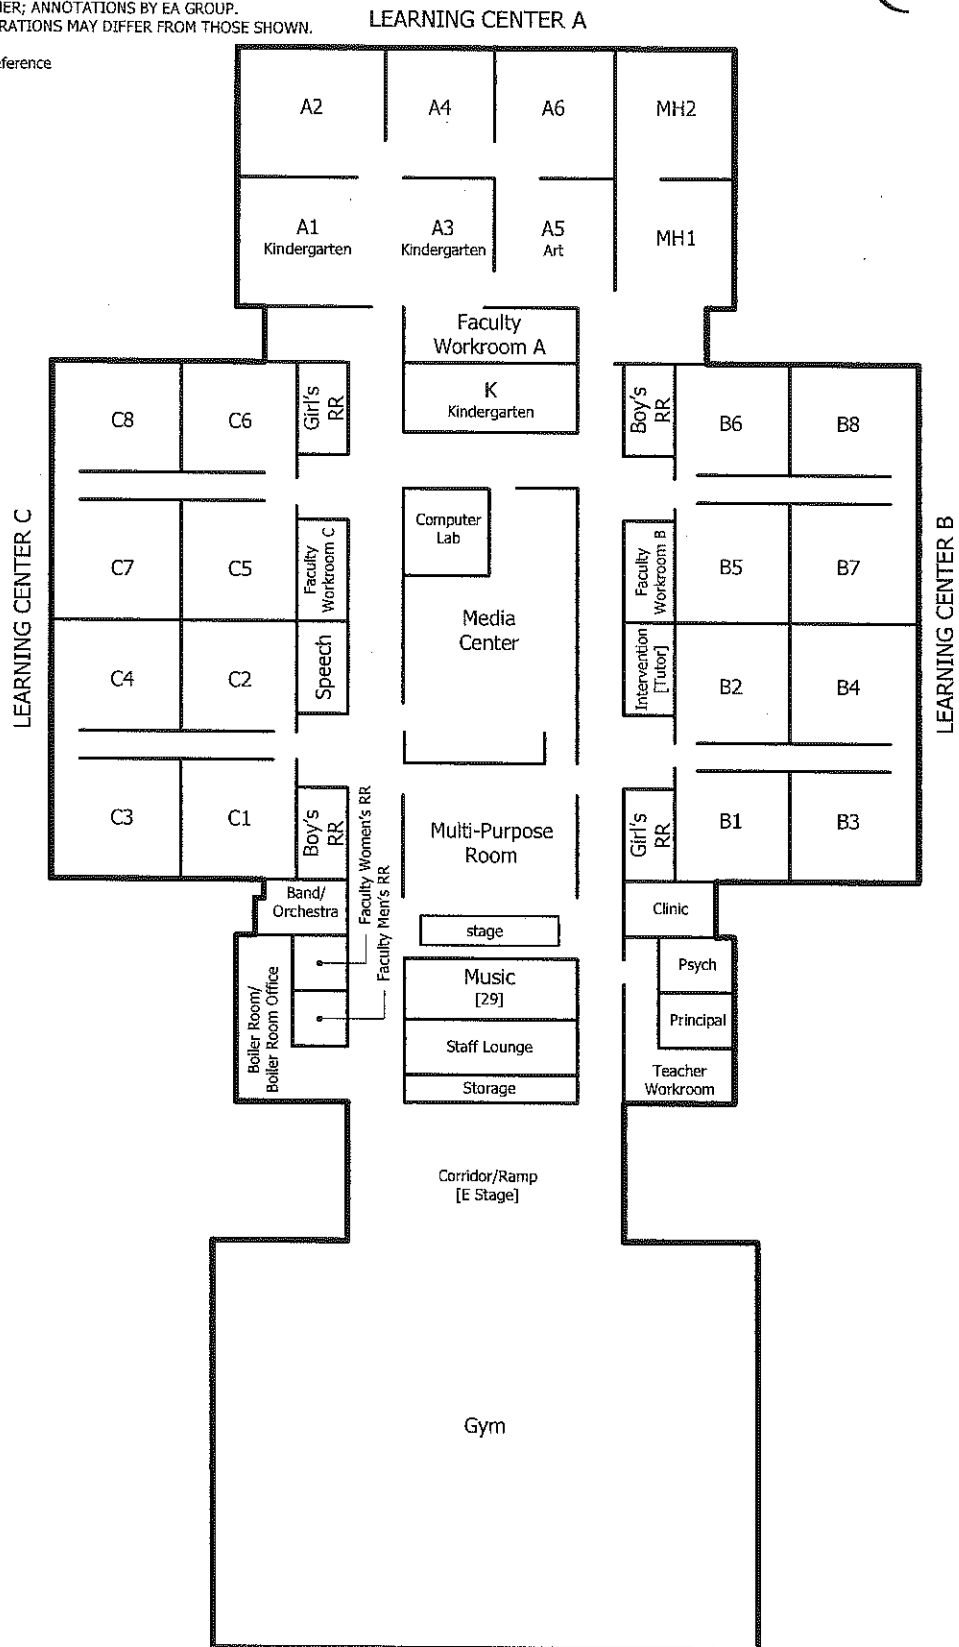 ER; ANNOTATIONS BY EA GROUP.
RATIONS MAY DIFFER FROM THOSE SHOWN.
eference
LEARNING CENTER A
A2
A4
A6
MH2
A1
Kindergarten
A3
Kindergarten
A5
Art
MH1
Faculty
Workroom A
K
Kindergarten
C8
C6
Girl's
RR
Boy's
RR
B6
B8
LEARNING CENTER C
Computer
Lab
C7
C5
Faculty
Workroom C
Faculty
Workroom B
B5
B7
LEARNING CENTER B
Media
Center
C4
C2
Speech
Intervention
[Tutor]
B2
B4
C3
C1
Boy's
RR
Faculty Women's RR
Faculty Men's RR
Multi-Purpose
Room
Girl's
RR
B1
B3
Band/
Orchestra
stage
Clinic
Boiler Room/
Boiler Room Office
Music
[29]
Psych
Principal
Staff Lounge
Storage
Teacher
Workroom
Corridor/Ramp
[E Stage]
Gym